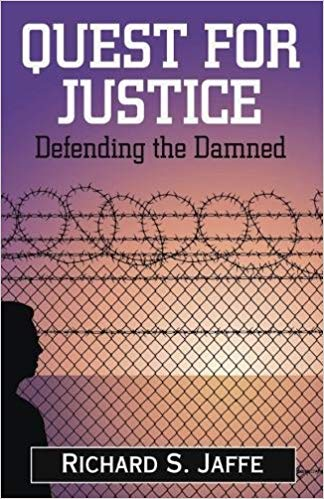 QUEST FOR
JUSTICE
Defending the Damned
RICHARD S. JAFFE